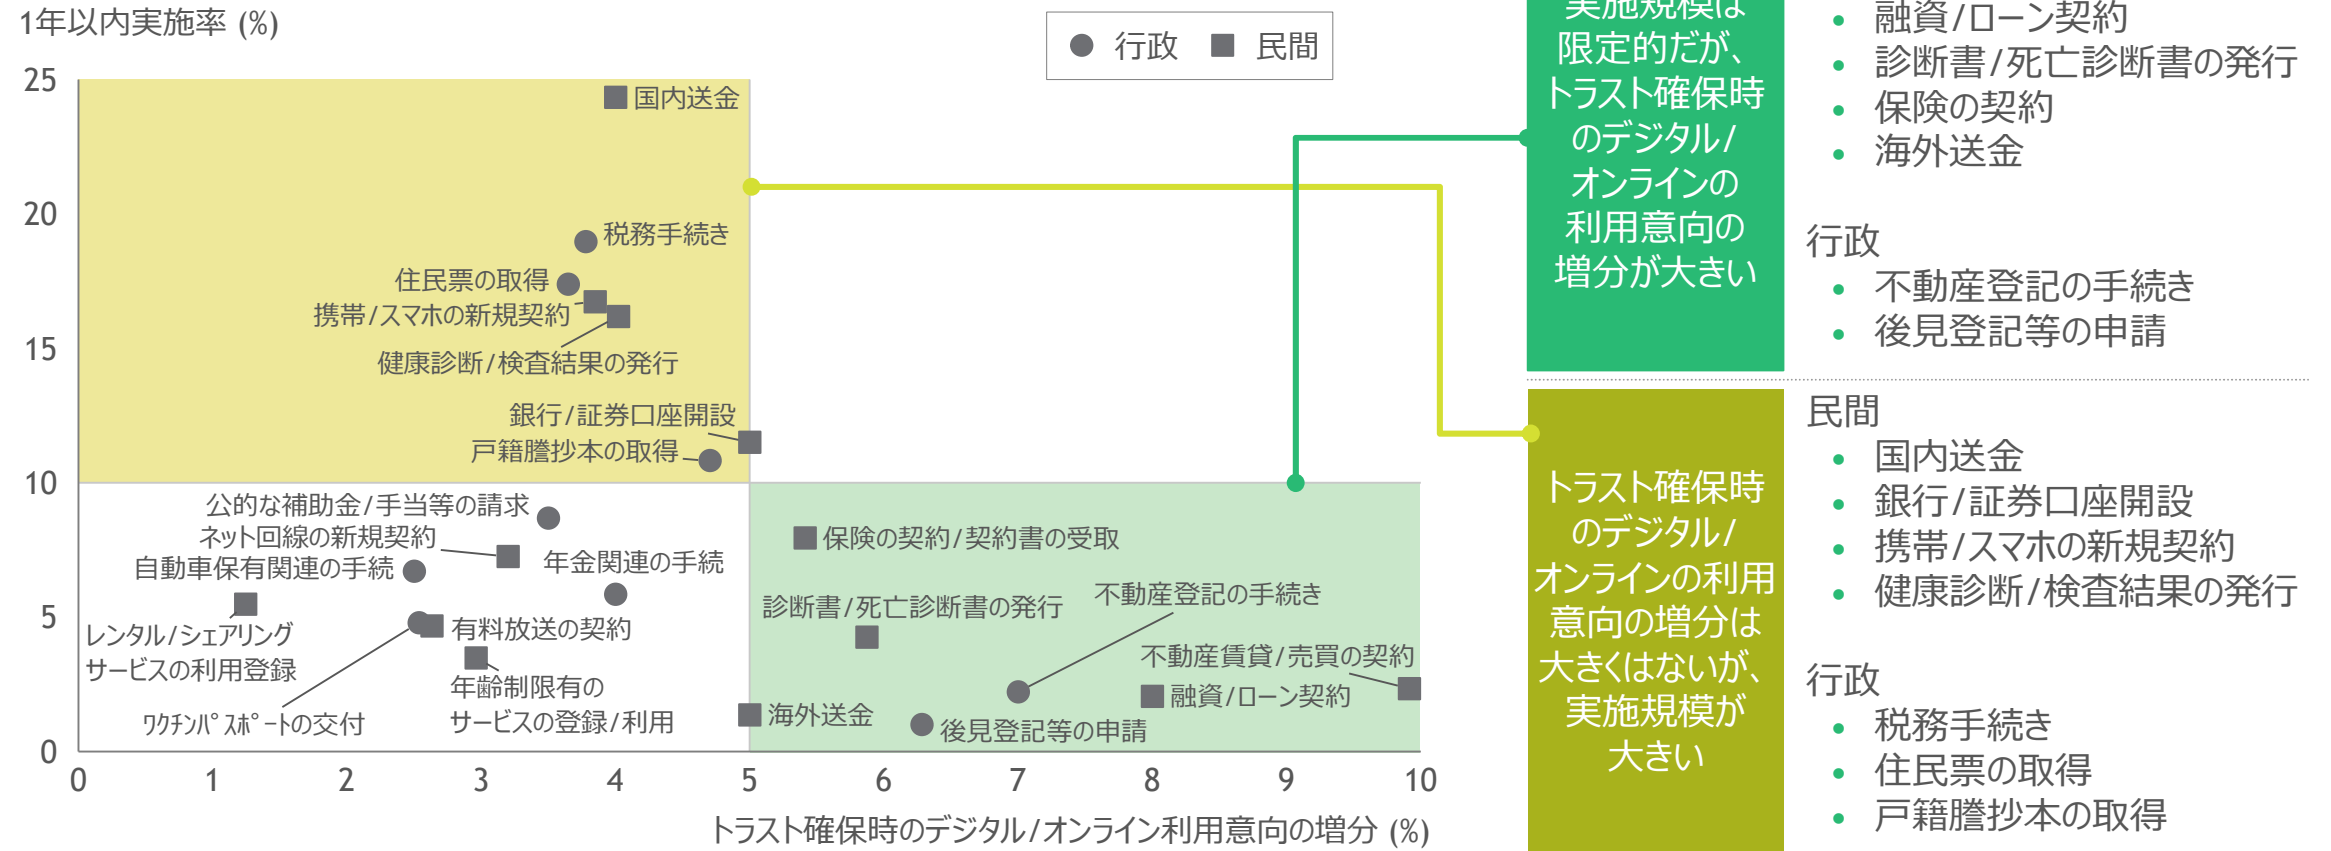 1年以内実施率 (%)
行政
民間
25
20
15
10
5
0
0
1
2
3
4
5
6
7
8
9
10
トラスト確保時のデジタル/オンライン利用意向の増分 (%)
国内送金
税務手続き
住民票の取得
携帯/スマホの新規契約
健康診断/検査結果の発行
銀行/証券口座開設
戸籍謄抄本の取得
公的な補助金/手当等の請求
ネット回線の新規契約
自動車保有関連の手続
年金関連の手続
レンタル/シェアリング
サービスの利用登録
有料放送の契約
年齢制限有の
サービスの登録/利用
ワクチンパスポートの交付
保険の契約/契約書の受取
診断書/死亡診断書の発行
不動産登記の手続き
不動産賃貸/売買の契約
融資/ローン契約
海外送金
後見登記等の申請
実施規模は
限定的だが、
トラスト確保時
のデジタル/
オンラインの
利用意向の
増分が大きい
• 融資/ローン契約
• 診断書/死亡診断書の発行
• 保険の契約
• 海外送金
行政
• 不動産登記の手続き
• 後見登記等の申請
トラスト確保時
のデジタル/
オンラインの利用
意向の増分は
大きくはないが、
実施規模が
大きい
民間
• 国内送金
• 銀行/証券口座開設
• 携帯/スマホの新規契約
• 健康診断/検査結果の発行
行政
• 税務手続き
• 住民票の取得
• 戸籍謄抄本の取得